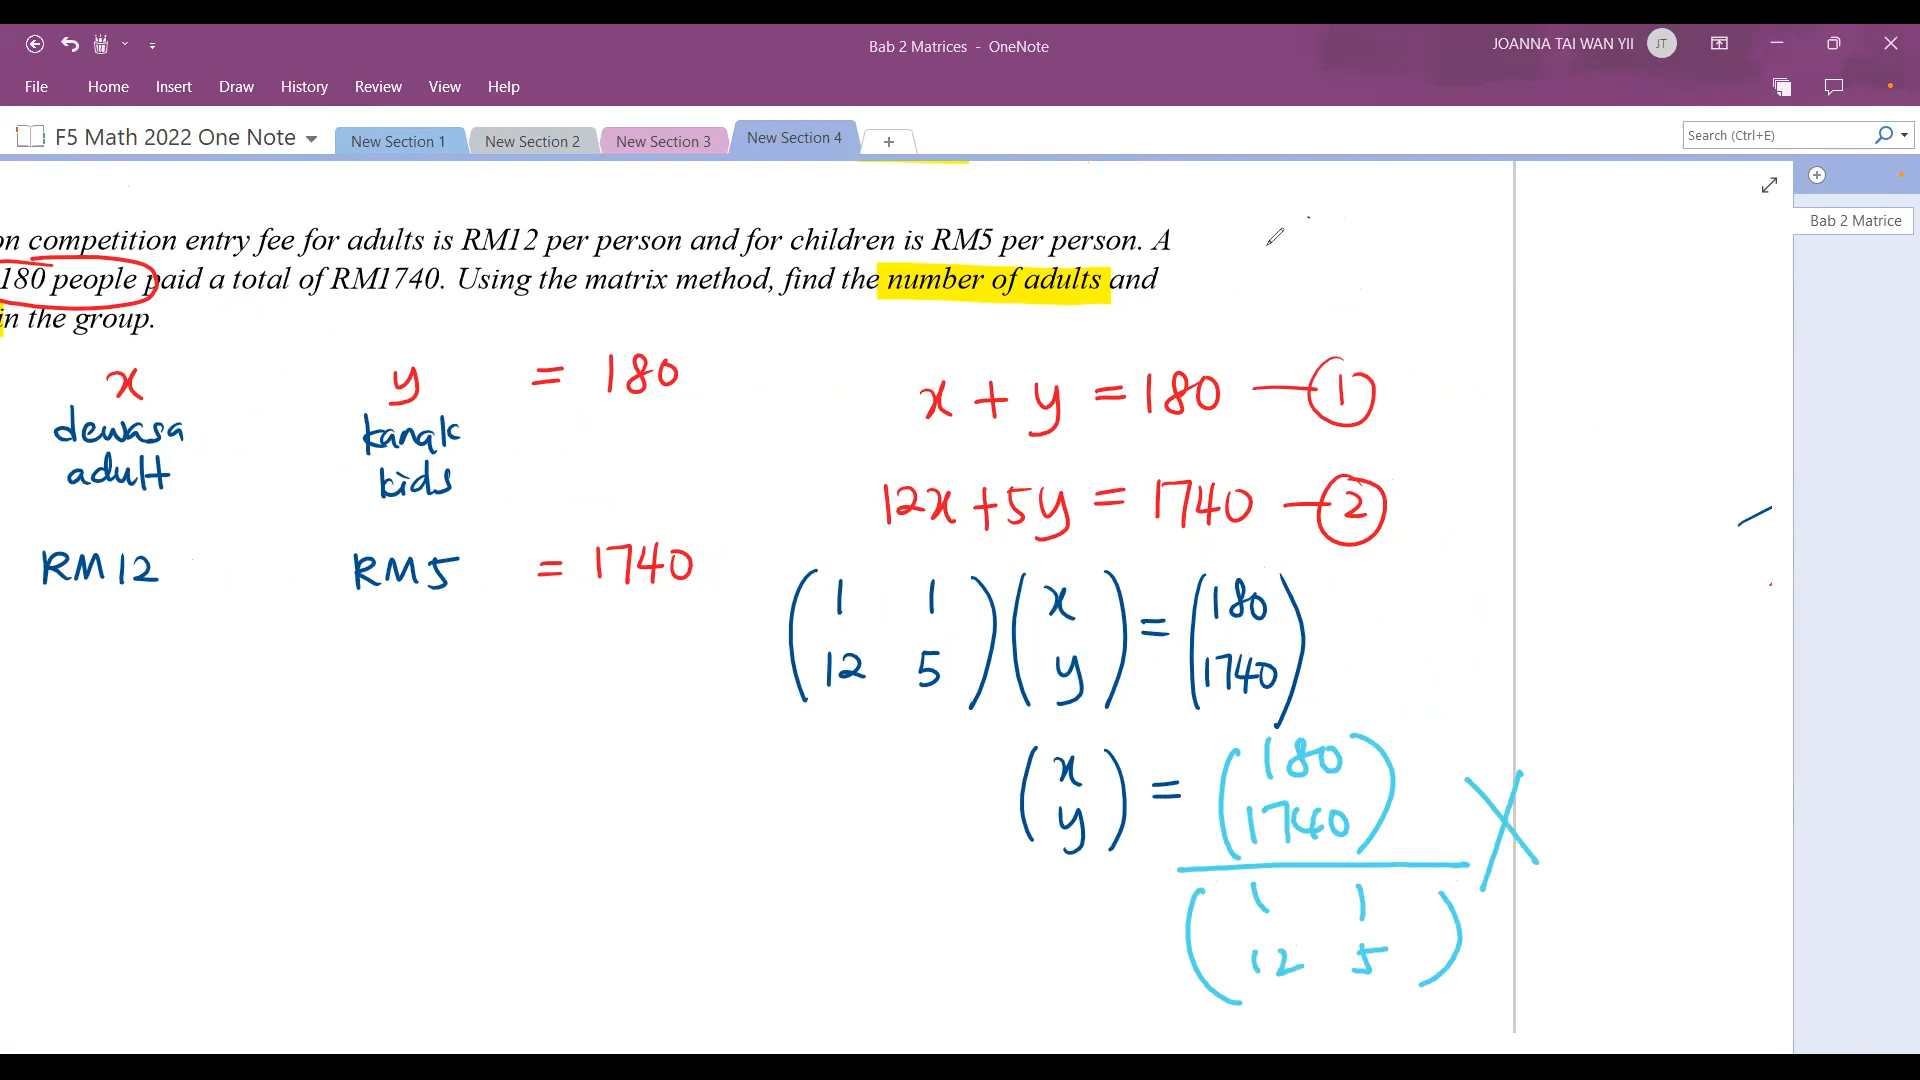 Bab 2 Matrices - OneNote
JOANNA TAI WAN YII JT
File Home Insert Draw History Review View Help
F5 Math 2022 One Note New Section 1 New Section 2 New Section 3 New Section 4 +
Search (Ctrl+E)
Bab 2 Matrice
on competition entry fee for adults is RM12 per person and for children is RM5 per person. A
180 people paid a total of RM1740. Using the matrix method, find the number of adults and
in the group.
x y = 180
dewasa kanak
adult kids
RM12 RM5 = 1740
x + y = 180 — 1
12x + 5y = 1740 — 2
( 1 1 ) ( x ) = ( 180 )
( 12 5 ) ( y ) ( 1740 )
( x ) = ( 180 )
( y ) ( 1740 )
( 1 1 )
( 12 5 )
X